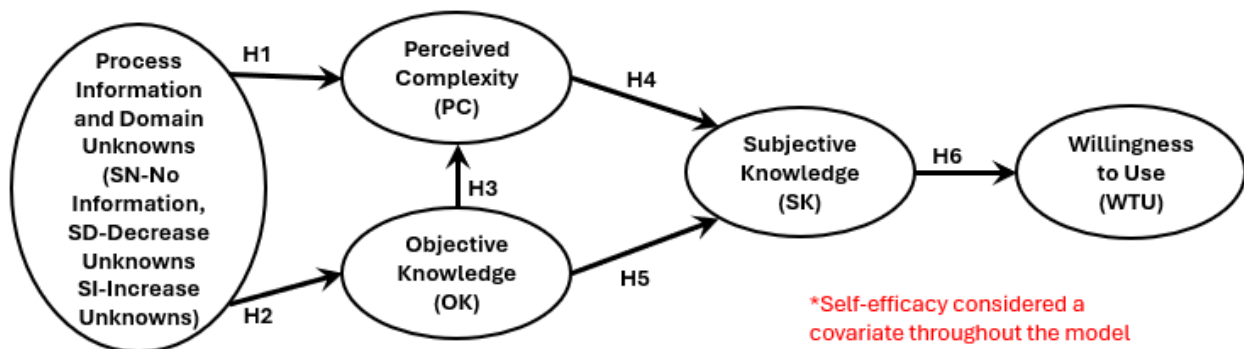 Process
Information
and Domain
Unknowns
(SN-No
Information,
SD-Decrease
Unknowns
SI-Increase
Unknowns)
H1
H2
Perceived
Complexity
(PC)
H3
Objective
Knowledge
(OK)
H4
H5
Subjective
Knowledge
(SK)
H6
Willingness
to Use
(WTU)
*Self-efficacy considered a
covariate throughout the model